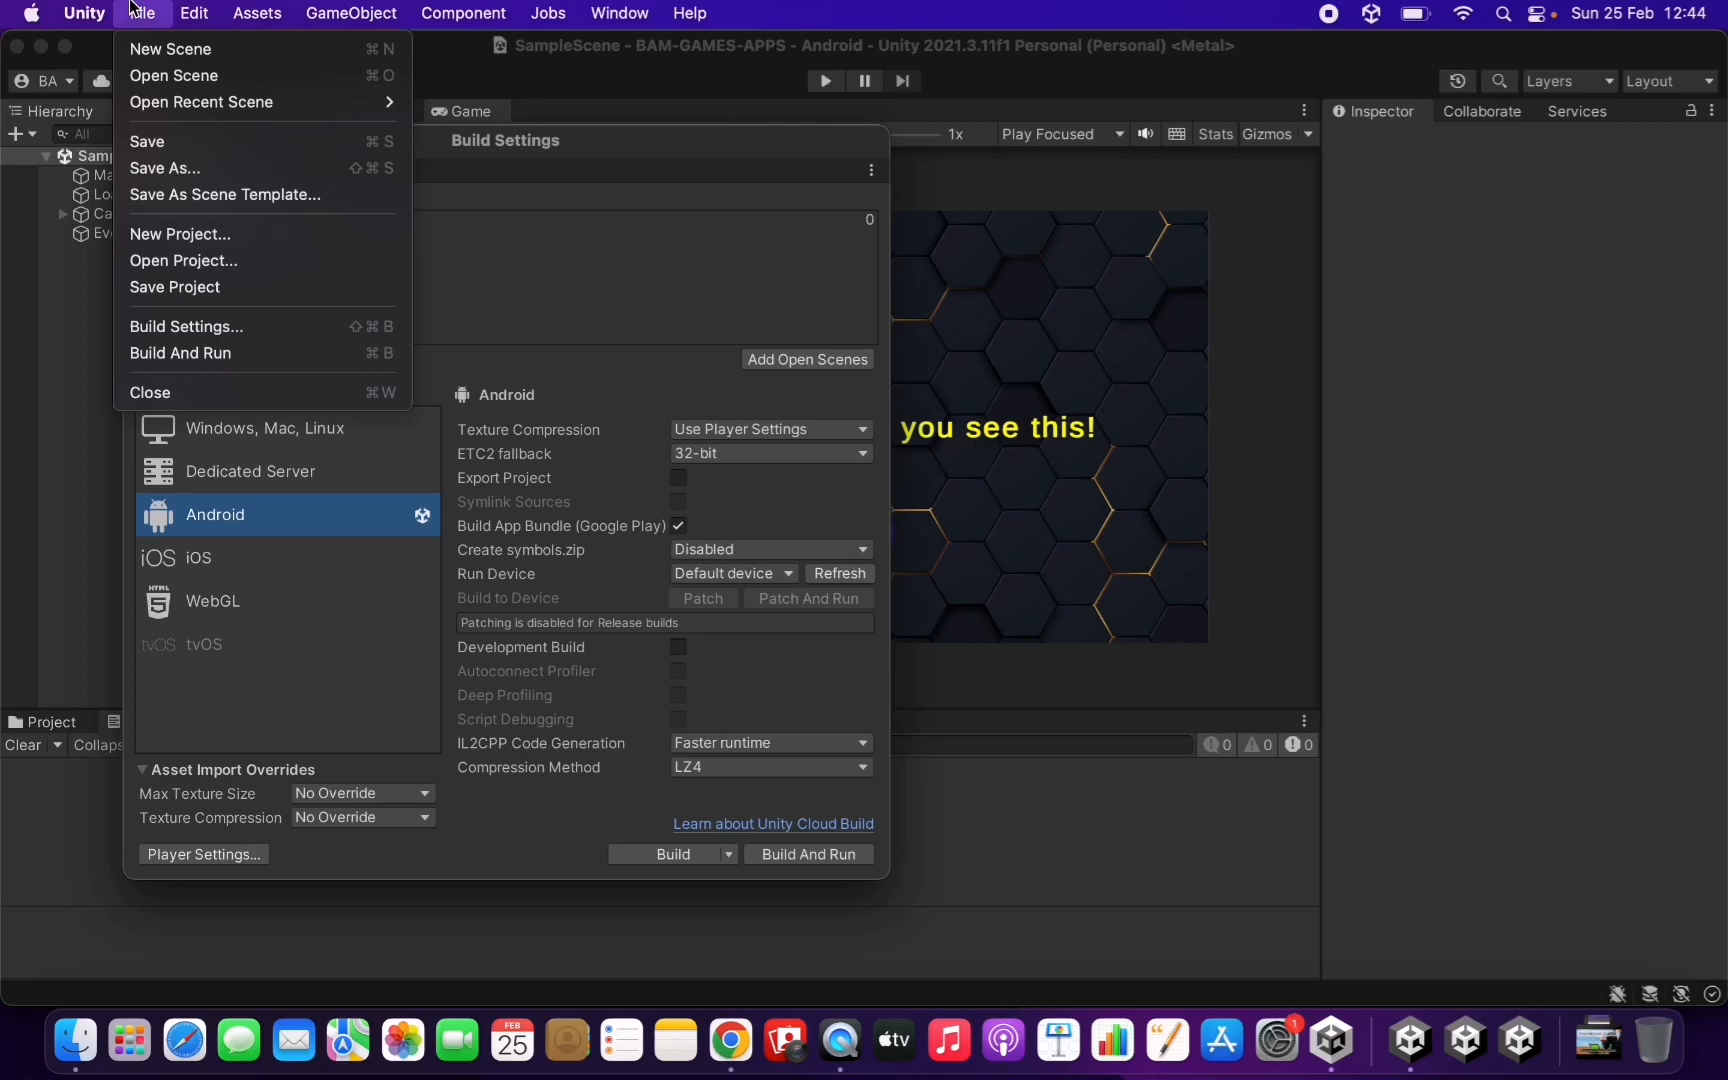 Unity File Edit Assets GameObject Component Jobs Window Help Sun 25 Feb 12:44
SampleScene - BAM-GAMES-APPS - Android - Unity 2021.3.11f1 Personal (Personal) <Metal>
BA Layers Layout
New Scene ⌘ N
Open Scene ⌘ O
Open Recent Scene >
Save ⌘ S
Save As... ⇧ ⌘ S
Save As Scene Template...
New Project...
Open Project...
Save Project
Build Settings... ⇧ ⌘ B
Build And Run ⌘ B
Close ⌘ W
Hierarchy
All
Game
1x Play Focused Stats Gizmos
Inspector Collaborate Services
Build Settings
0
Add Open Scenes
Windows, Mac, Linux
Dedicated Server
Android
iOS iOS
HTML WebGL
tvOS tvOS
Asset Import Overrides
Max Texture Size No Override
Texture Compression No Override
Player Settings...
Android
Texture Compression Use Player Settings
ETC2 fallback 32-bit
Export Project
Symlink Sources
Build App Bundle (Google Play)
Create symbols.zip Disabled
Run Device Default device Refresh
Build to Device Patch Patch And Run
Patching is disabled for Release builds
Development Build
Autoconnect Profiler
Deep Profiling
Script Debugging
IL2CPP Code Generation Faster runtime
Compression Method LZ4
Learn about Unity Cloud Build
Build Build And Run
you see this!
Project
Clear
0 0 0
FEB
25
tv
1